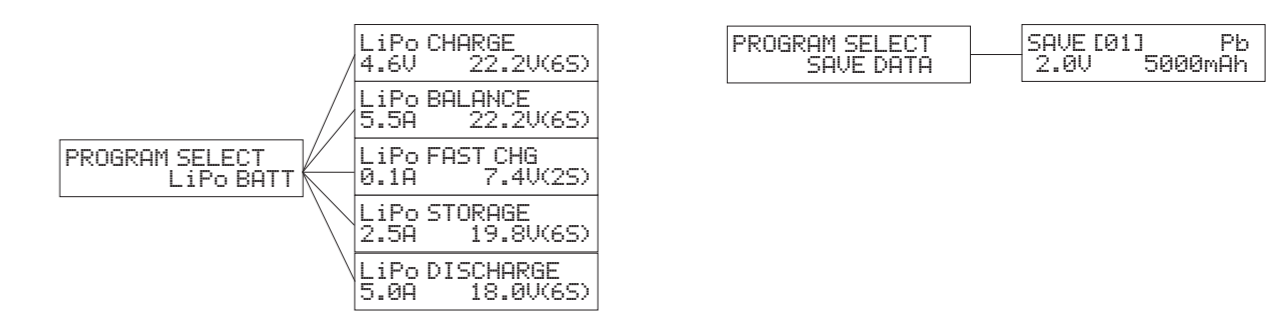 PROGRAM SELECT
LiPo BATT
LiPo CHARGE
4.6V 22.2V(6S)
LiPo BALANCE
5.5A 22.2V(6S)
LiPo FAST CHG
0.1A 7.4V(2S)
LiPo STORAGE
2.5A 19.8V(6S)
LiPo DISCHARGE
5.0A 18.0V(6S)
PROGRAM SELECT
SAVE DATA
SAVE [01] Pb
2.0V 5000mAh